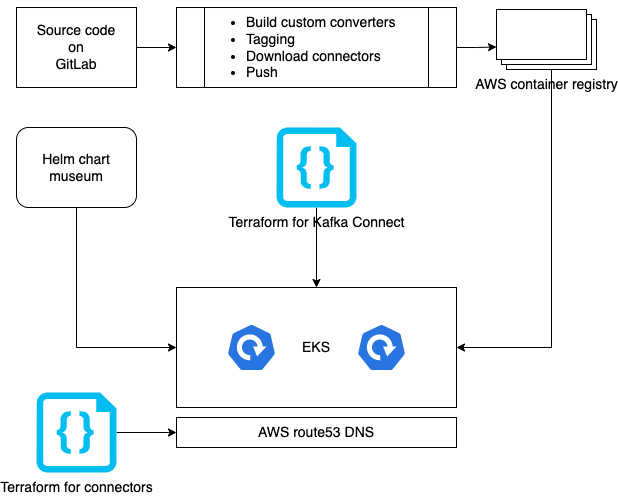 Source code
on
GitLab
• Build custom converters
• Tagging
• Download connectors
• Push
AWS container registry
Helm chart
museum
{ }
Terraform for Kafka Connect
EKS
{ }
Terraform for connectors
AWS route53 DNS